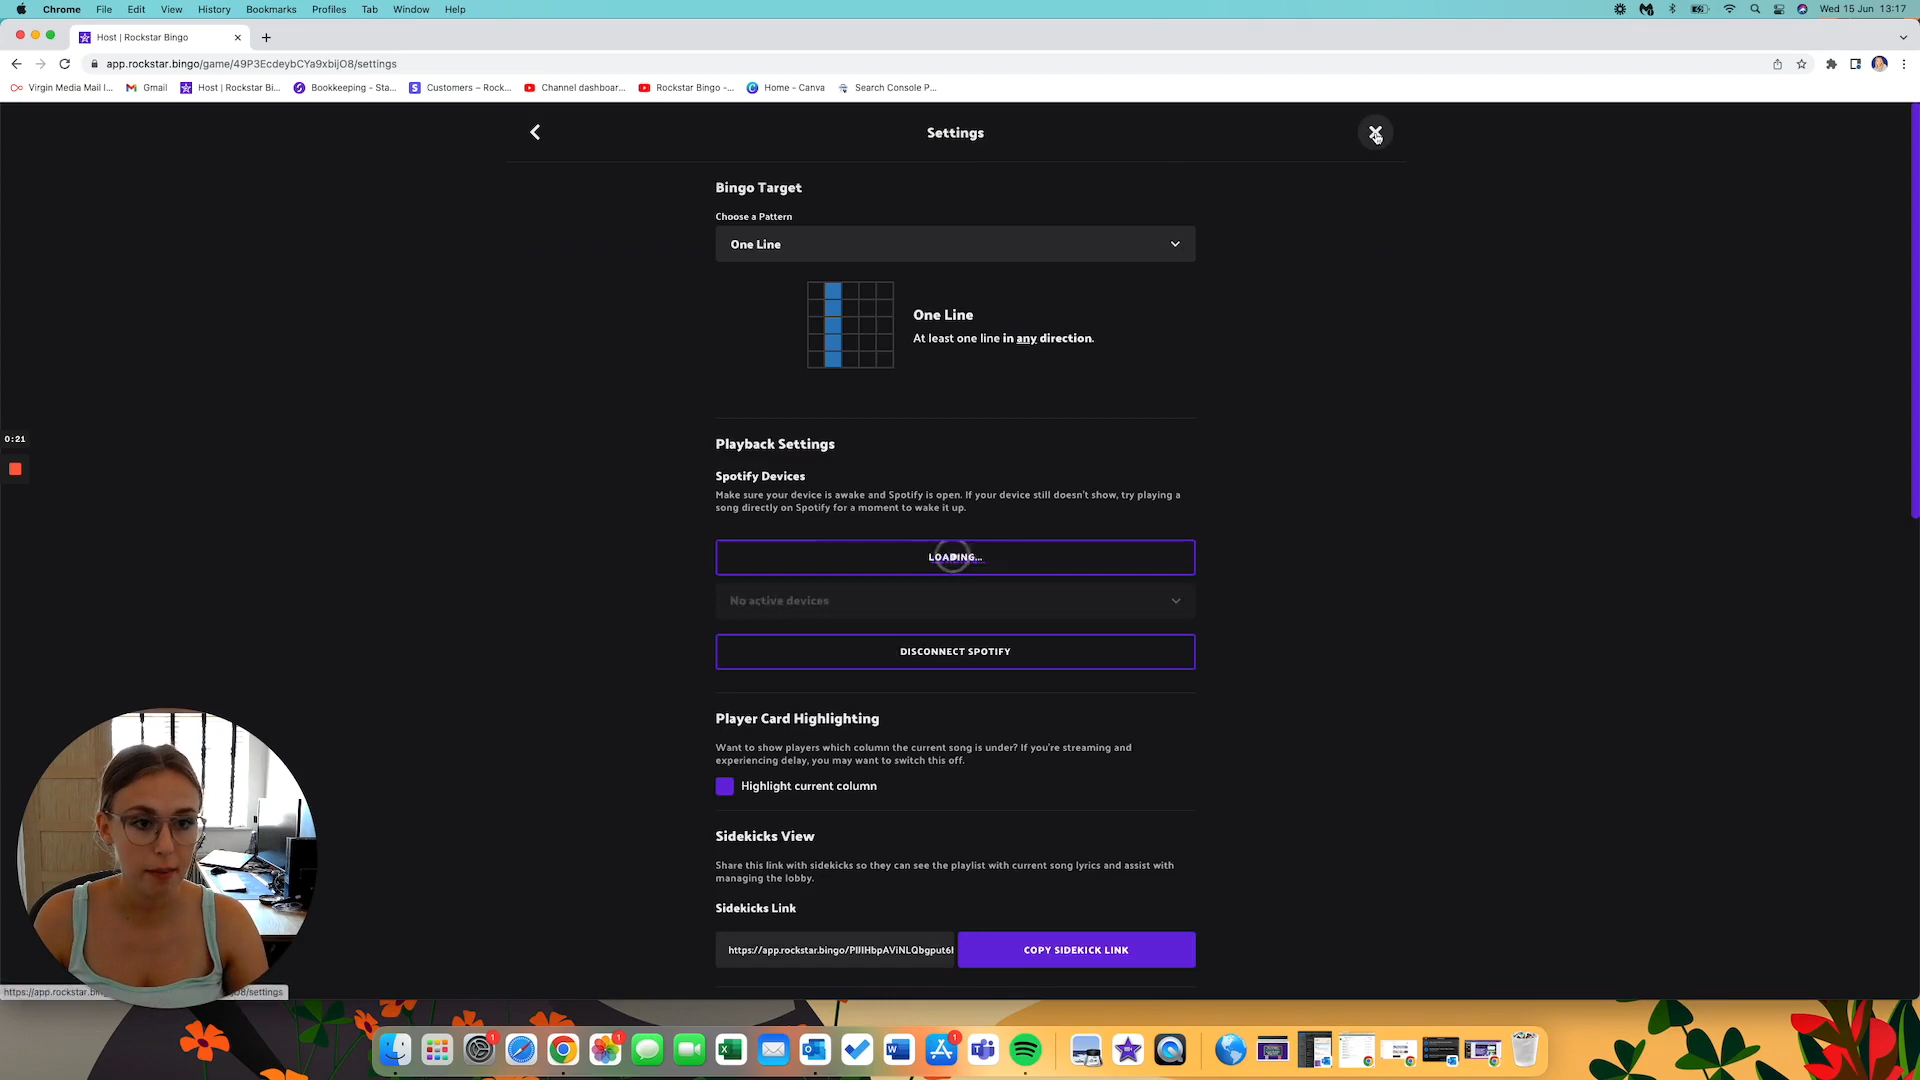 Chrome File Edit View History Bookmarks Profiles Tab Window Help Wed 15 Jun 13:17
Host | Rockstar Bingo
app.rockstar.bingo/game/49P3EcdeybCYa9xbijO8/settings
Virgin Media Mail l... Gmail Host | Rockstar Bi... Bookkeeping - Sta... Customers – Rock... Channel dashboar... Rockstar Bingo -... Home - Canva Search Console P...
Settings
Bingo Target
Choose a Pattern
One Line
One Line
At least one line in any direction.
0:21
Playback Settings
Spotify Devices
Make sure your device is awake and Spotify is open. If your device still doesn't show, try playing a
song directly on Spotify for a moment to wake it up.
LOADING...
No active devices
DISCONNECT SPOTIFY
Player Card Highlighting
Want to show players which column the current song is under? If you're streaming and
experiencing delay, you may want to switch this off.
Highlight current column
Sidekicks View
Share this link with sidekicks so they can see the playlist with current song lyrics and assist with
managing the lobby.
Sidekicks Link
COPY SIDEKICK LINK